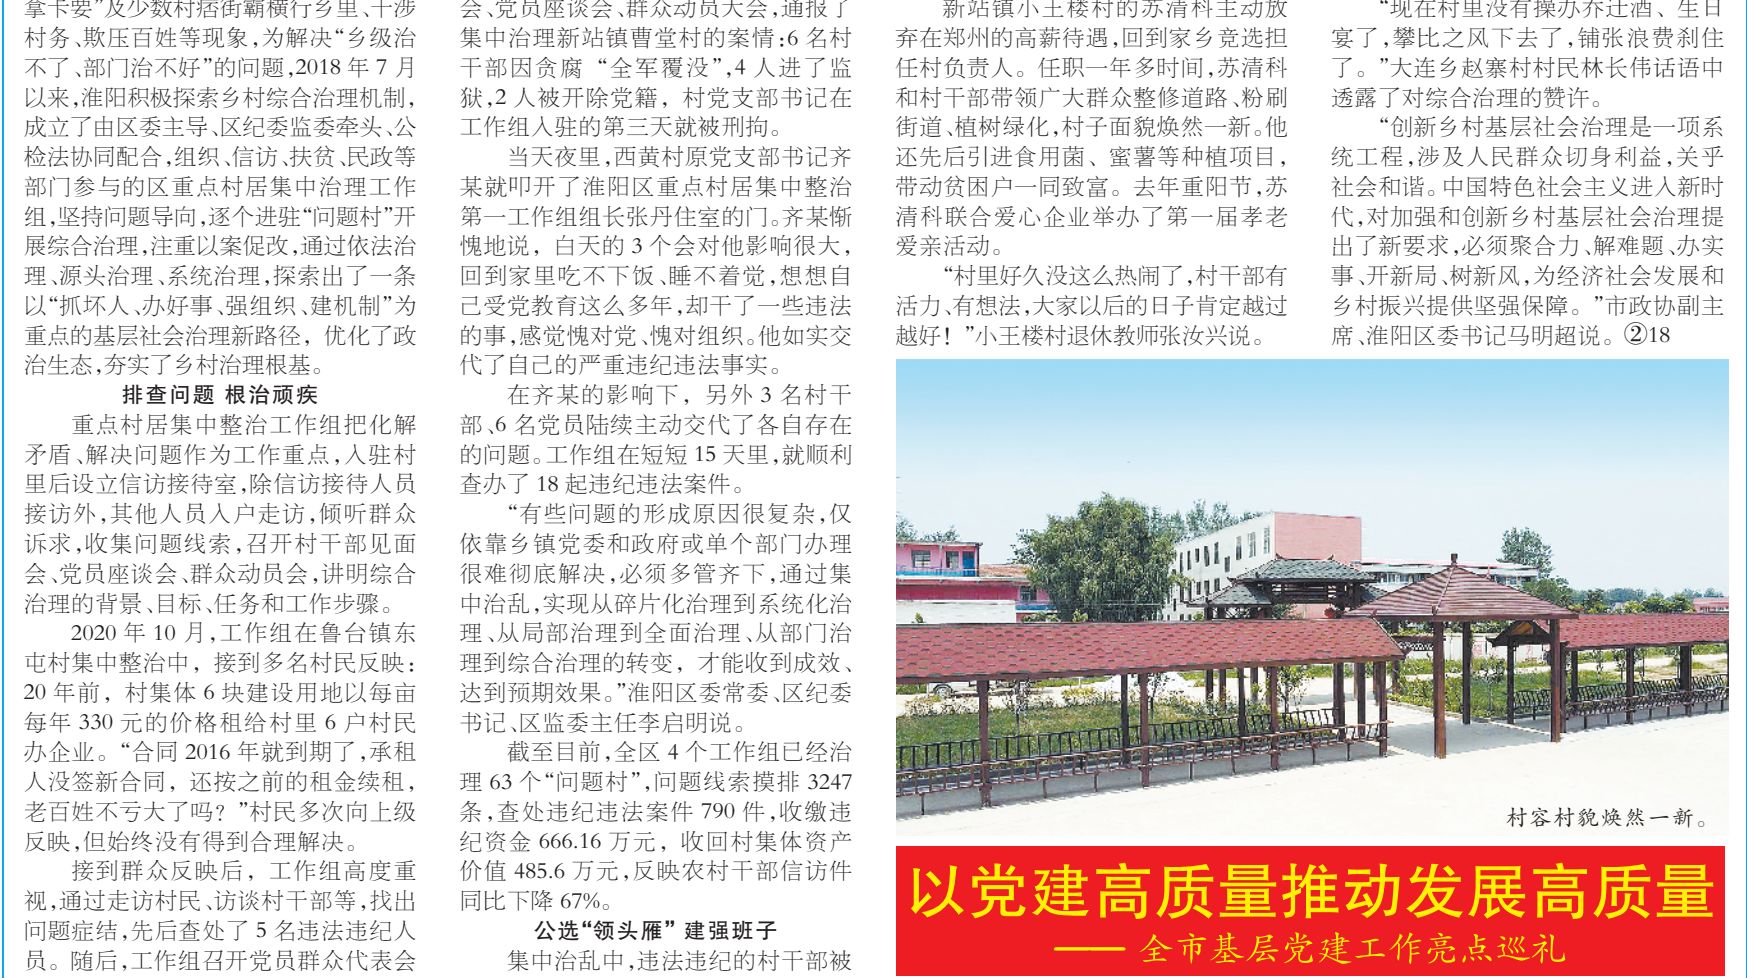 拿卡要”及少数村痞街霸横行乡里、干涉
村务、欺压百姓等现象,为解决“乡级治
不了、部门治不好”的问题,2018 年 7 月
以来,淮阳积极探索乡村综合治理机制,
成立了由区委主导、区纪委监委牵头、公
检法协同配合,组织、信访、扶贫、民政等
部门参与的区重点村居集中治理工作
组,坚持问题导向,逐个进驻“问题村”开
展综合治理,注重以案促改,通过依法治
理、源头治理、系统治理,探索出了一条
以“抓坏人、办好事、强组织、建机制”为
重点的基层社会治理新路径，优化了政
治生态,夯实了乡村治理根基。
排查问题 根治顽疾
重点村居集中整治工作组把化解
矛盾、解决问题作为工作重点,入驻村
里后设立信访接待室,除信访接待人员
接访外,其他人员入户走访,倾听群众
诉求,收集问题线索,召开村干部见面
会、党员座谈会、群众动员会,讲明综合
治理的背景、目标、任务和工作步骤。
2020 年 10 月,工作组在鲁台镇东
屯村集中整治中，接到多名村民反映:
20 年前，村集体 6 块建设用地以每亩
每年 330 元的价格租给村里 6 户村民
办企业。“合同 2016 年就到期了,承租
人没签新合同，还按之前的租金续租,
老百姓不亏大了吗？”村民多次向上级
反映,但始终没有得到合理解决。
接到群众反映后，工作组高度重
视,通过走访村民、访谈村干部等,找出
问题症结,先后查处了 5 名违法违纪人
员。随后,工作组召开党员群众代表会
会、党员座谈会、群众动员大会,通报了
集中治理新站镇曹堂村的案情:6 名村
干部因贪腐“全军覆没”,4 人进了监
狱,2 人被开除党籍，村党支部书记在
工作组入驻的第三天就被刑拘。
当天夜里,西黄村原党支部书记齐
某就叩开了淮阳区重点村居集中整治
第一工作组组长张丹住室的门。齐某惭
愧地说，白天的 3 个会对他影响很大,
回到家里吃不下饭、睡不着觉,想想自
己受党教育这么多年,却干了一些违法
的事,感觉愧对党、愧对组织。他如实交
代了自己的严重违纪违法事实。
在齐某的影响下，另外 3 名村干
部、6 名党员陆续主动交代了各自存在
的问题。工作组在短短 15 天里,就顺利
查办了 18 起违纪违法案件。
“有些问题的形成原因很复杂,仅
依靠乡镇党委和政府或单个部门办理
很难彻底解决,必须多管齐下,通过集
中治乱,实现从碎片化治理到系统化治
理、从局部治理到全面治理、从部门治
理到综合治理的转变，才能收到成效、
达到预期效果。”淮阳区委常委、区纪委
书记、区监委主任李启明说。
截至目前,全区 4 个工作组已经治
理 63 个“问题村”,问题线索摸排 3247
条,查处违纪违法案件 790 件,收缴违
纪资金 666.16 万元，收回村集体资产
价值 485.6 万元,反映农村干部信访件
同比下降 67%。
公选“领头雁” 建强班子
集中治乱中,违法违纪的村干部被
新站镇小王楼村的苏清科主动放
弃在郑州的高薪待遇,回到家乡竞选担
任村负责人。任职一年多时间,苏清科
和村干部带领广大群众整修道路、粉刷
街道、植树绿化,村子面貌焕然一新。他
还先后引进食用菌、蜜薯等种植项目,
带动贫困户一同致富。去年重阳节,苏
清科联合爱心企业举办了第一届孝老
爱亲活动。
“村里好久没这么热闹了,村干部有
活力、有想法,大家以后的日子肯定越过
越好！”小王楼村退休教师张汝兴说。
“现在村里没有操办乔迁酒、生日
宴了,攀比之风下去了,铺张浪费刹住
了。”大连乡赵寨村村民林长伟话语中
透露了对综合治理的赞许。
“创新乡村基层社会治理是一项系
统工程,涉及人民群众切身利益,关乎
社会和谐。中国特色社会主义进入新时
代,对加强和创新乡村基层社会治理提
出了新要求,必须聚合力、解难题、办实
事、开新局、树新风,为经济社会发展和
乡村振兴提供坚强保障。”市政协副主
席、淮阳区委书记马明超说。②18
村容村貌焕然一新。
以党建高质量推动发展高质量
——全市基层党建工作亮点巡礼